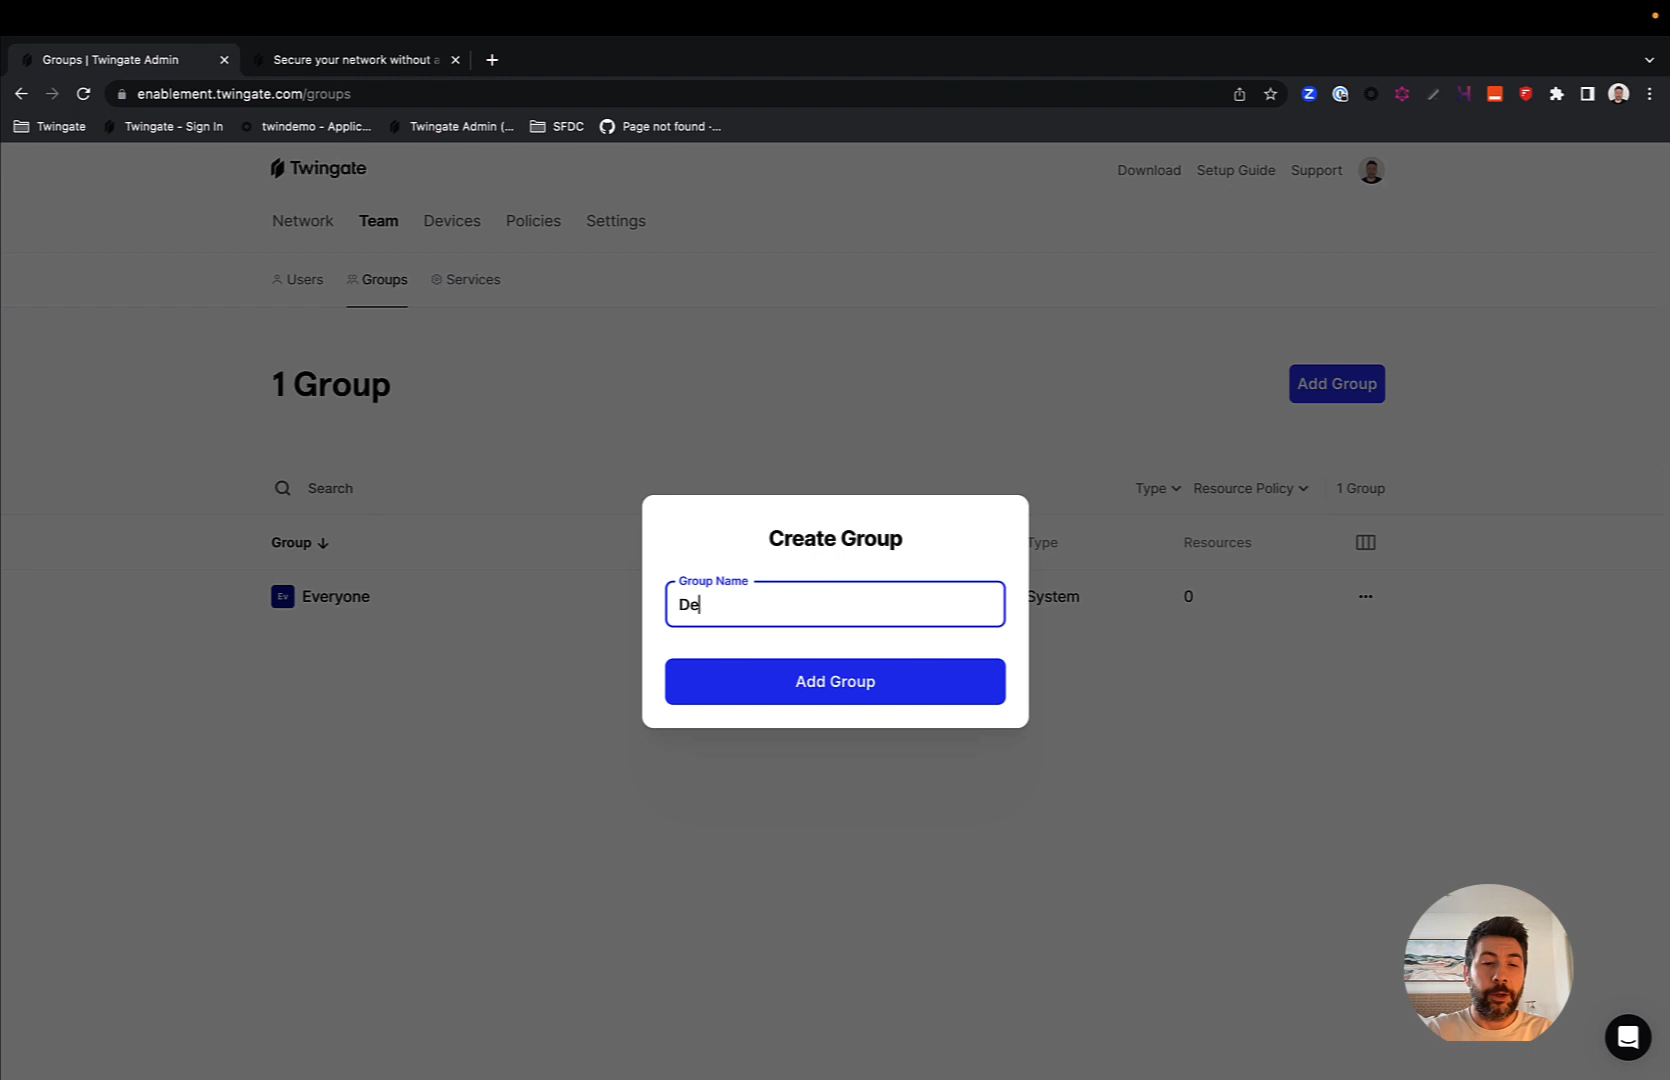 Groups | Twingate Admin
Secure your network without a
enablement.twingate.com/groups
Twingate
Twingate - Sign In
twindemo - Applic...
Twingate Admin (...
SFDC
Page not found ·...
Twingate
Download
Setup Guide
Support
Network
Team
Devices
Policies
Settings
Users
Groups
Services
1 Group
Add Group
Search
Type
Resource Policy
1 Group
Group
Type
Resources
Ev
Everyone
System
0
Create Group
Group Name
De
Add Group